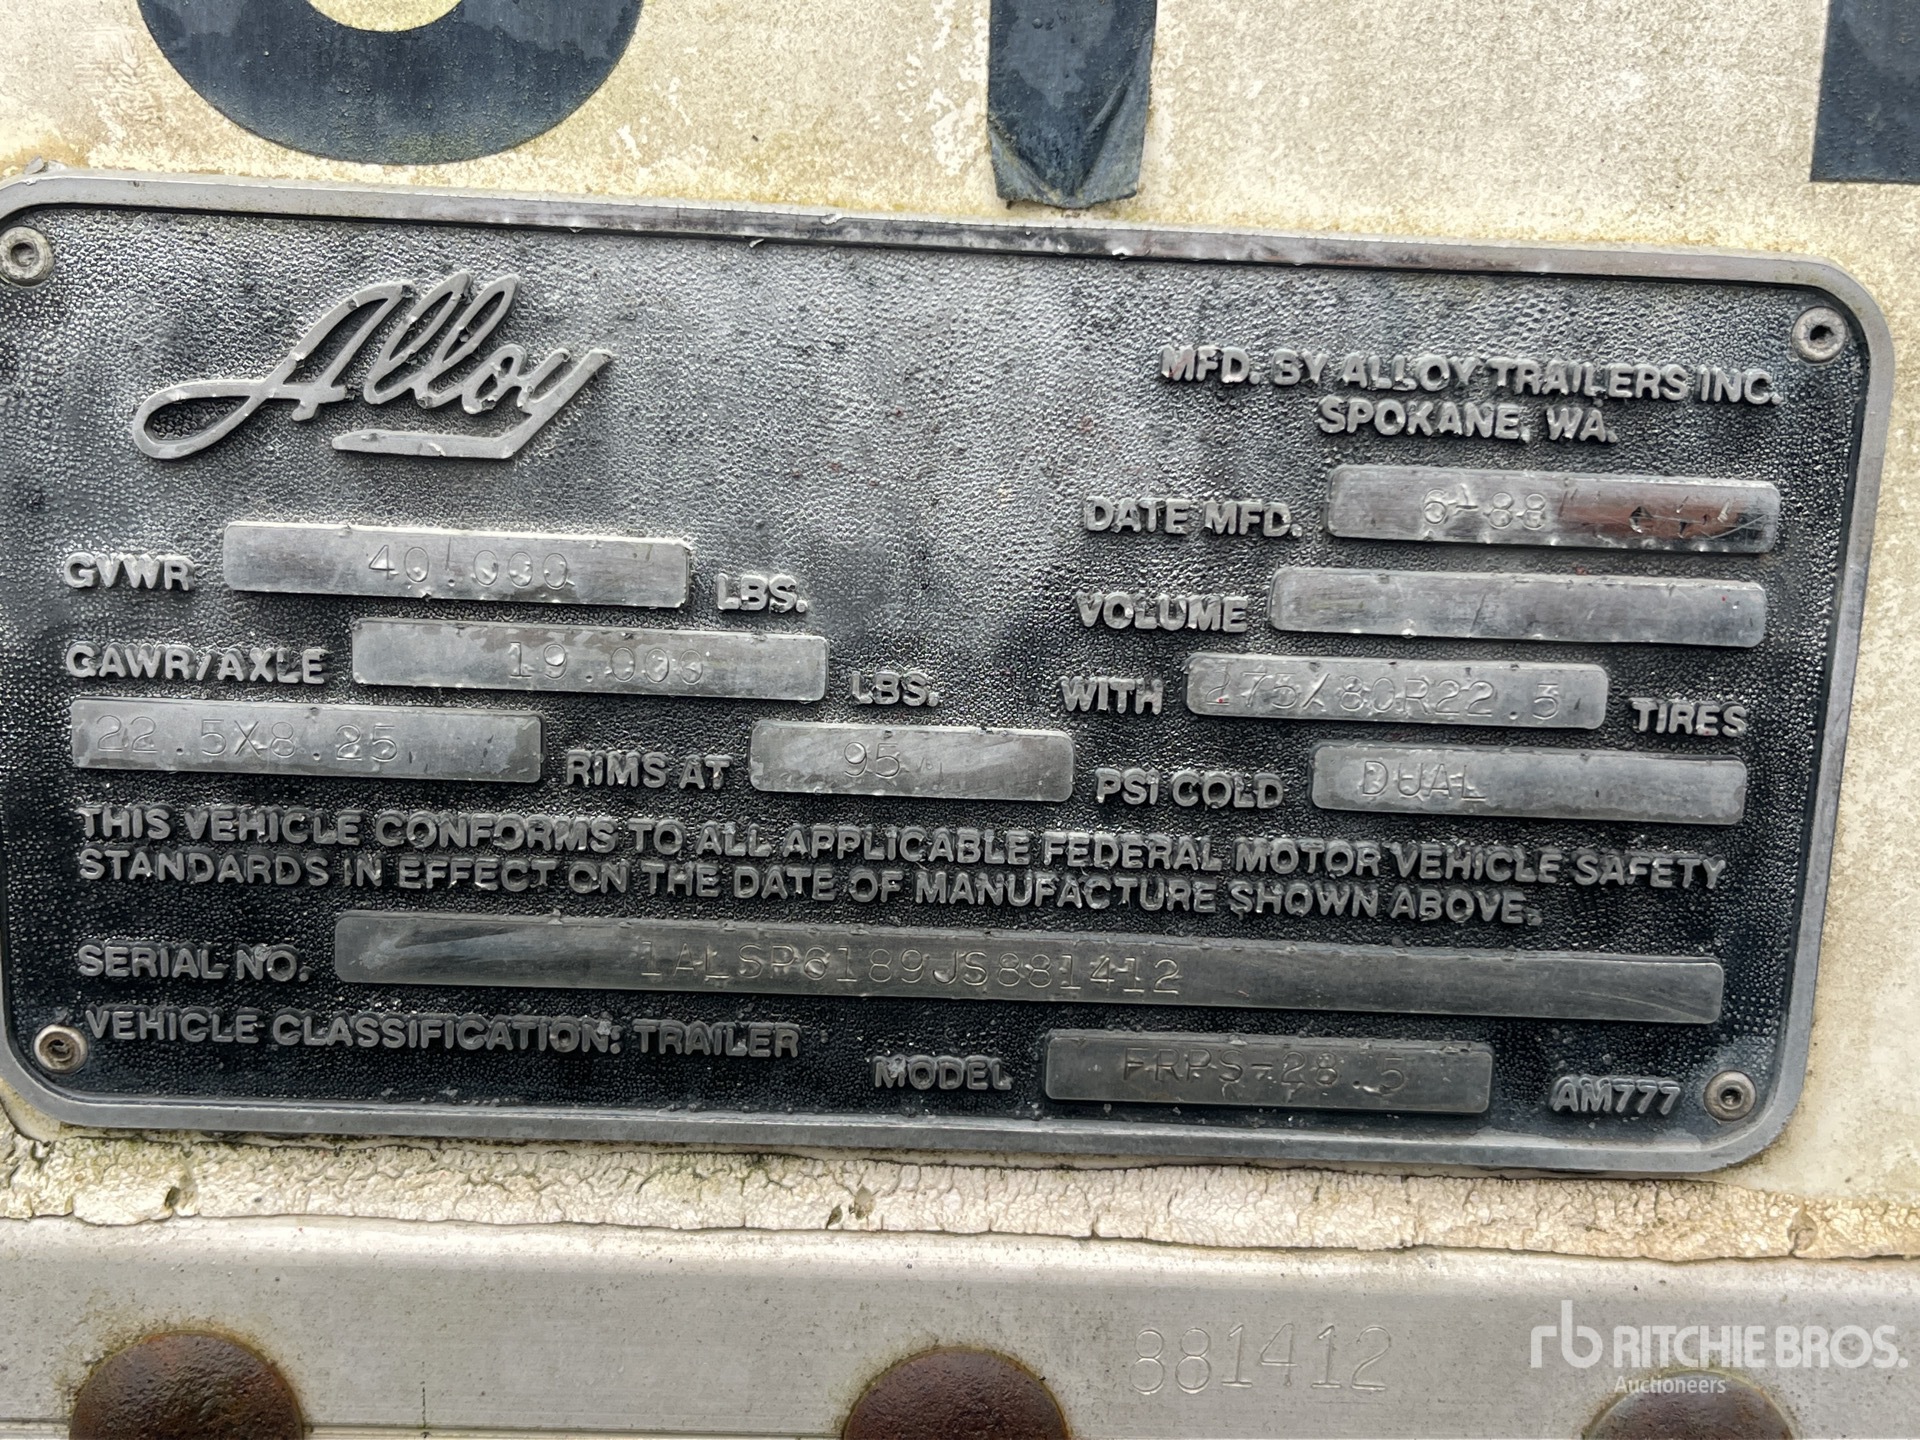 Alloy
MFD. BY ALLOY TRAILERS INC.
SPOKANE, WA.
DATE MFD. 6-88
GVWR 40.000 LBS.
VOLUME
GAWR/AXLE 19.000 LBS.
WITH 275X80R22.5 TIRES
22.5X8.25 RIMS AT 95 PSI COLD DUAL
THIS VEHICLE CONFORMS TO ALL APPLICABLE FEDERAL MOTOR VEHICLE SAFETY
STANDARDS IN EFFECT ON THE DATE OF MANUFACTURE SHOWN ABOVE.
SERIAL NO. 1ALSP6189JS881412
VEHICLE CLASSIFICATION: TRAILER
MODEL FRPS-28.5 AM777
881412
rb RITCHIE BROS.
Auctioneers